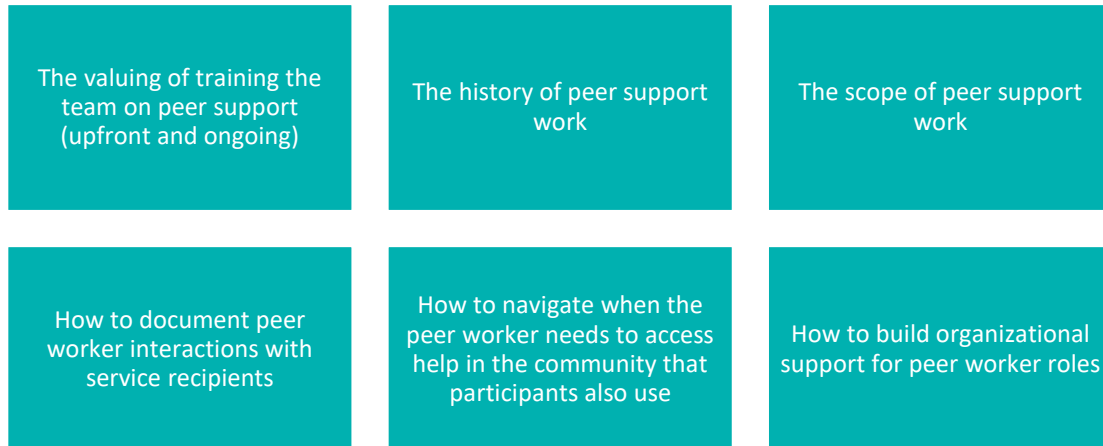 The valuing of training the
team on peer support
(upfront and ongoing)
The history of peer support
work
The scope of peer support
work
How to document peer
worker interactions with
service recipients
How to navigate when the
peer worker needs to access
help in the community that
participants also use
How to build organizational
support for peer worker roles